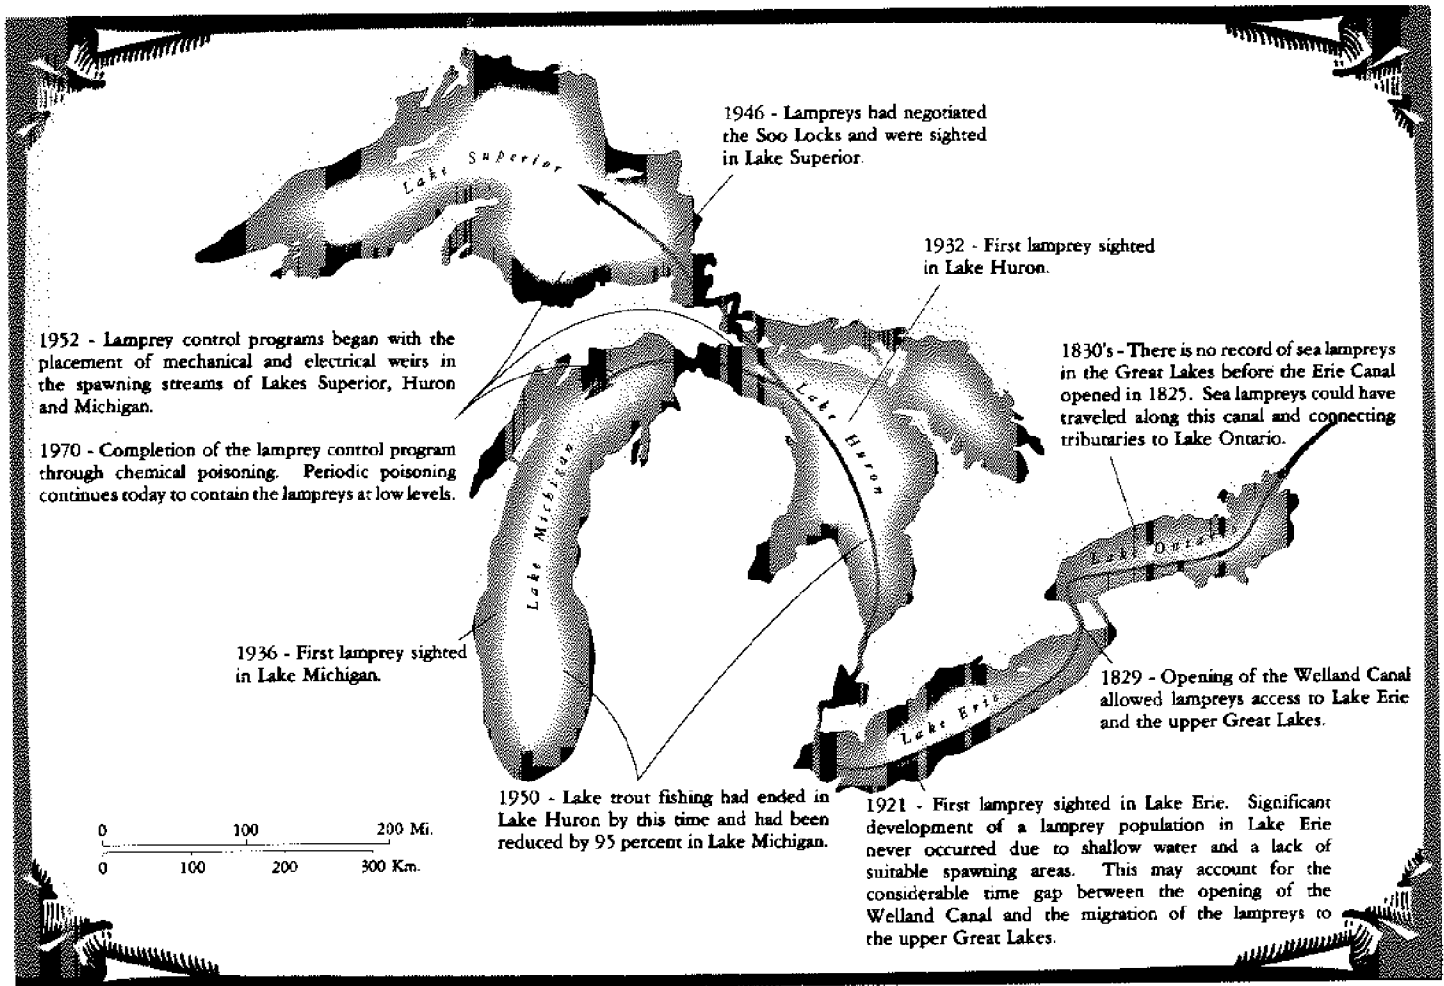 1946 - Lampreys had negotiated
the Soo Locks and were sighted
in Lake Superior.
Lake Superior
1932 - First lamprey sighted
in Lake Huron.
1952 - Lamprey control programs began with the
placement of mechanical and electrical weirs in
the spawning streams of Lakes Superior, Huron
and Michigan.
1970 - Completion of the lamprey control program
through chemical poisoning. Periodic poisoning
continues today to contain the lampreys at low levels.
1830's - There is no record of sea lampreys
in the Great Lakes before the Erie Canal
opened in 1825. Sea lampreys could have
traveled along this canal and connecting
tributaries to Lake Ontario.
Lake Huron
Lake Michigan
Lake Ontario
1936 - First lamprey sighted
in Lake Michigan.
1829 - Opening of the Welland Canal
allowed lampreys access to Lake Erie
and the upper Great Lakes.
Lake Erie
1950 - Lake trout fishing had ended in
Lake Huron by this time and had been
reduced by 95 percent in Lake Michigan.
1921 - First lamprey sighted in Lake Erie. Significant
development of a lamprey population in Lake Erie
never occurred due to shallow water and a lack of
suitable spawning areas. This may account for the
considerable time gap between the opening of the
Welland Canal and the migration of the lampreys to
the upper Great Lakes.
0 100 200 Mi.
0 100 200 300 Km.